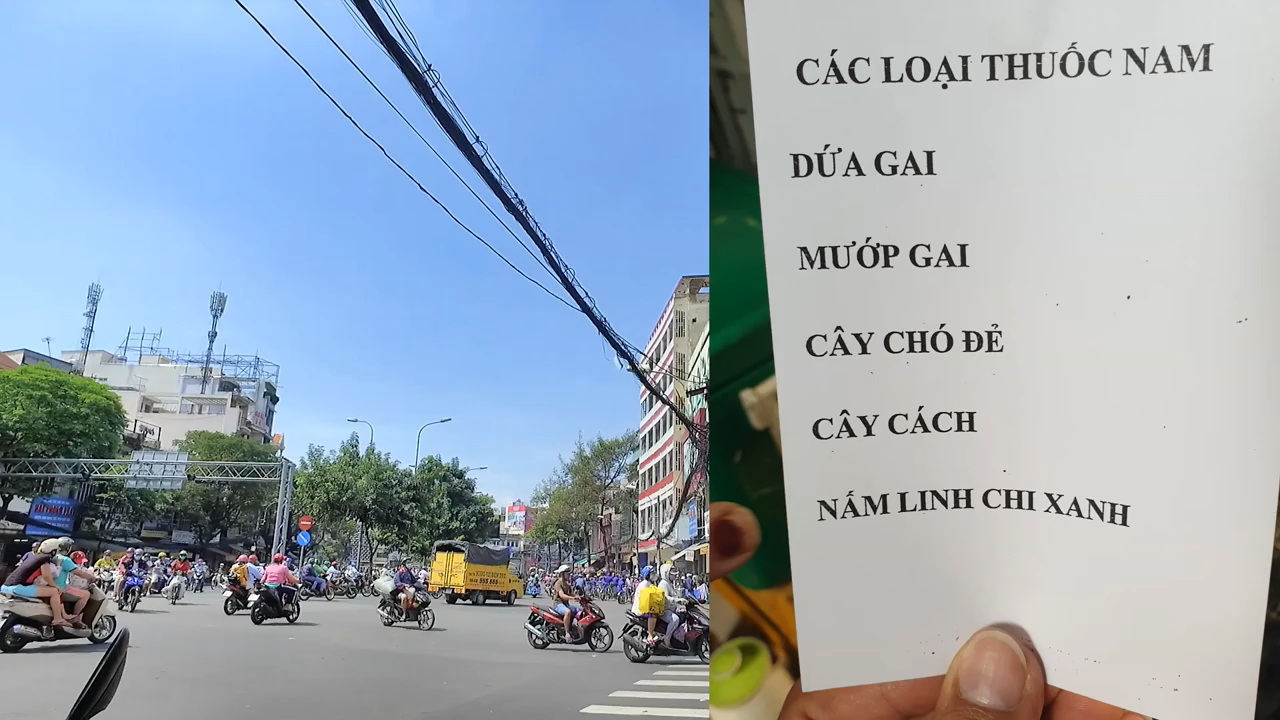 CÁC LOẠI THUỐC NAM
DỨA GAI
MƯỚP GAI
CÂY CHÓ ĐẺ
CÂY CÁCH
NẤM LINH CHI XANH